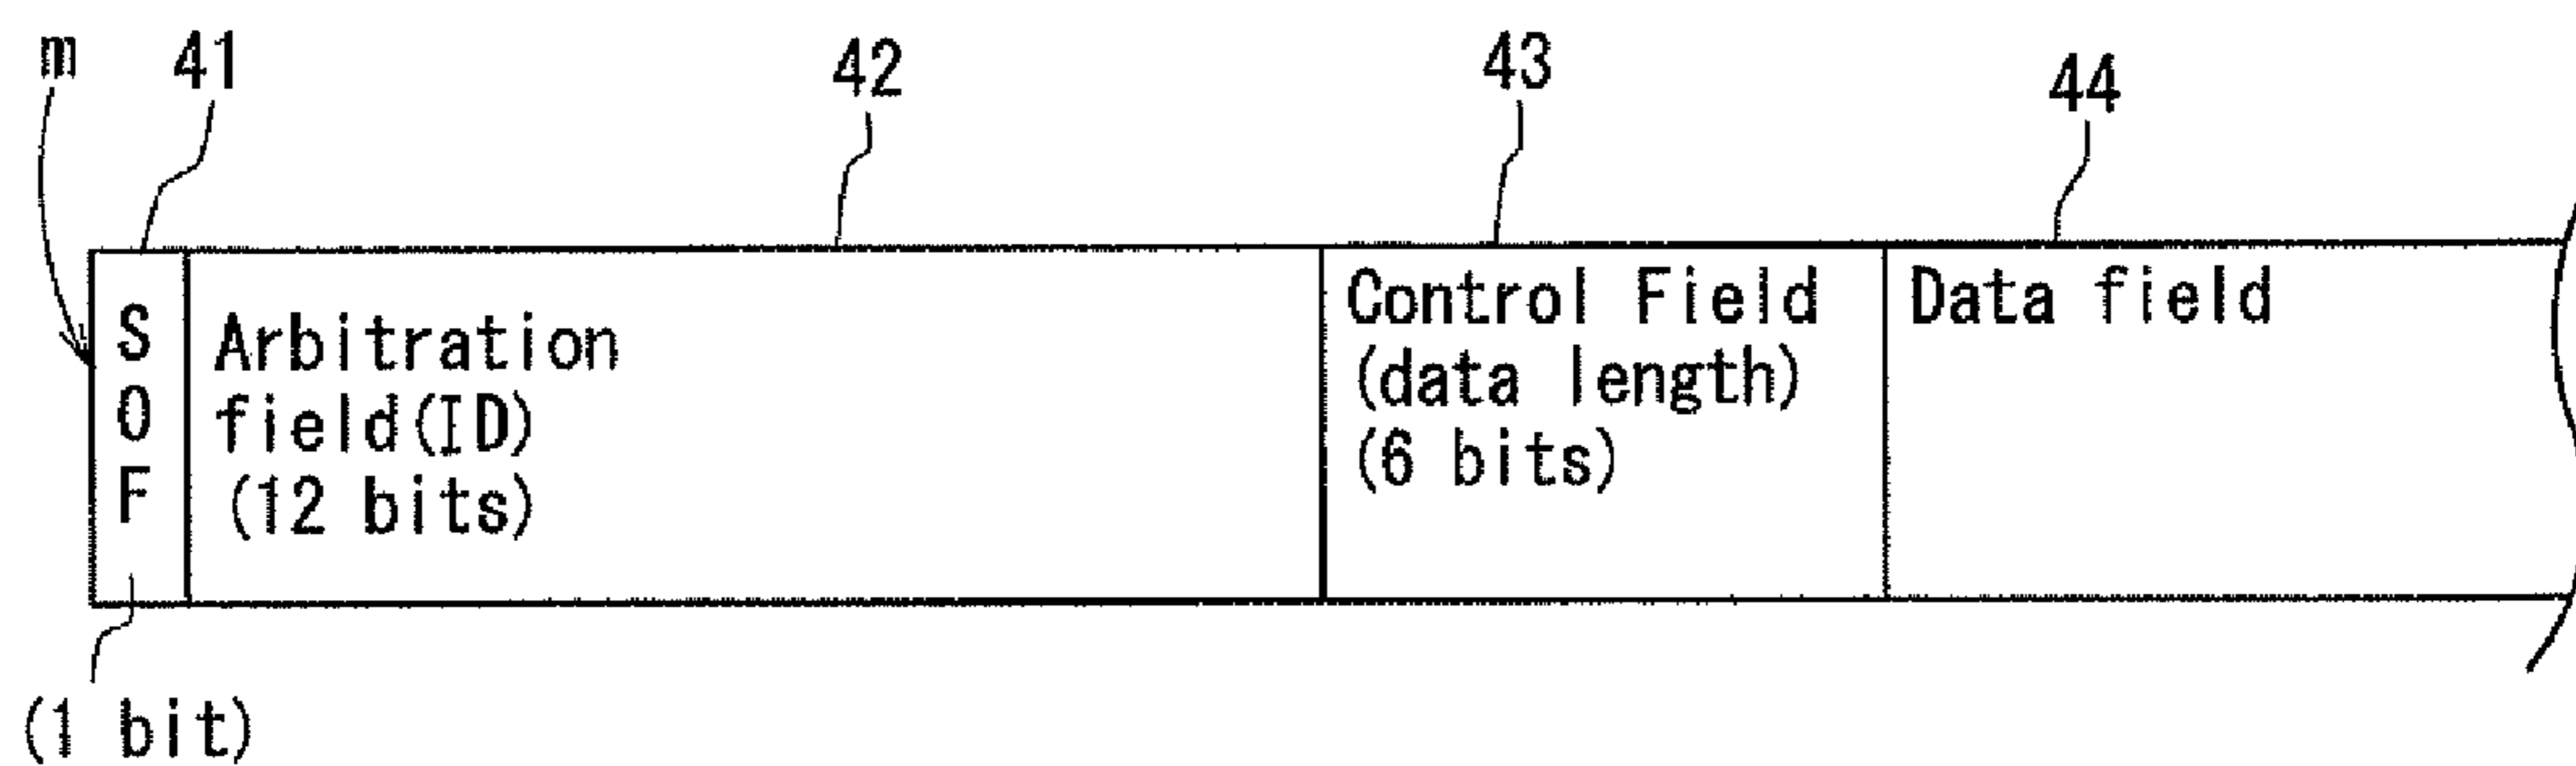 m 41 42 43 44
SOF
Arbitration
field(ID)
(12 bits)
Control Field
(data length)
(6 bits)
Data field
(1 bit)